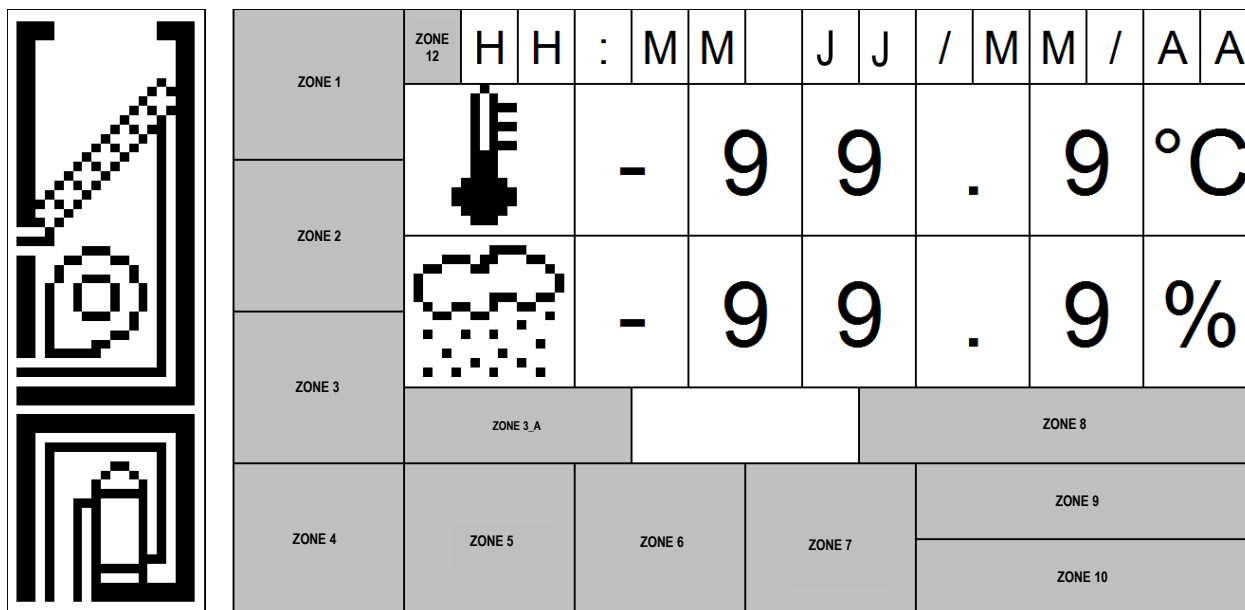 ZONE 12 H H : M M J J / M M / A A
ZONE 1
- 9 9 . 9 °C
ZONE 2
- 9 9 . 9 %
ZONE 3
ZONE 3_A ZONE 8
ZONE 4 ZONE 5 ZONE 6 ZONE 7 ZONE 9
ZONE 10